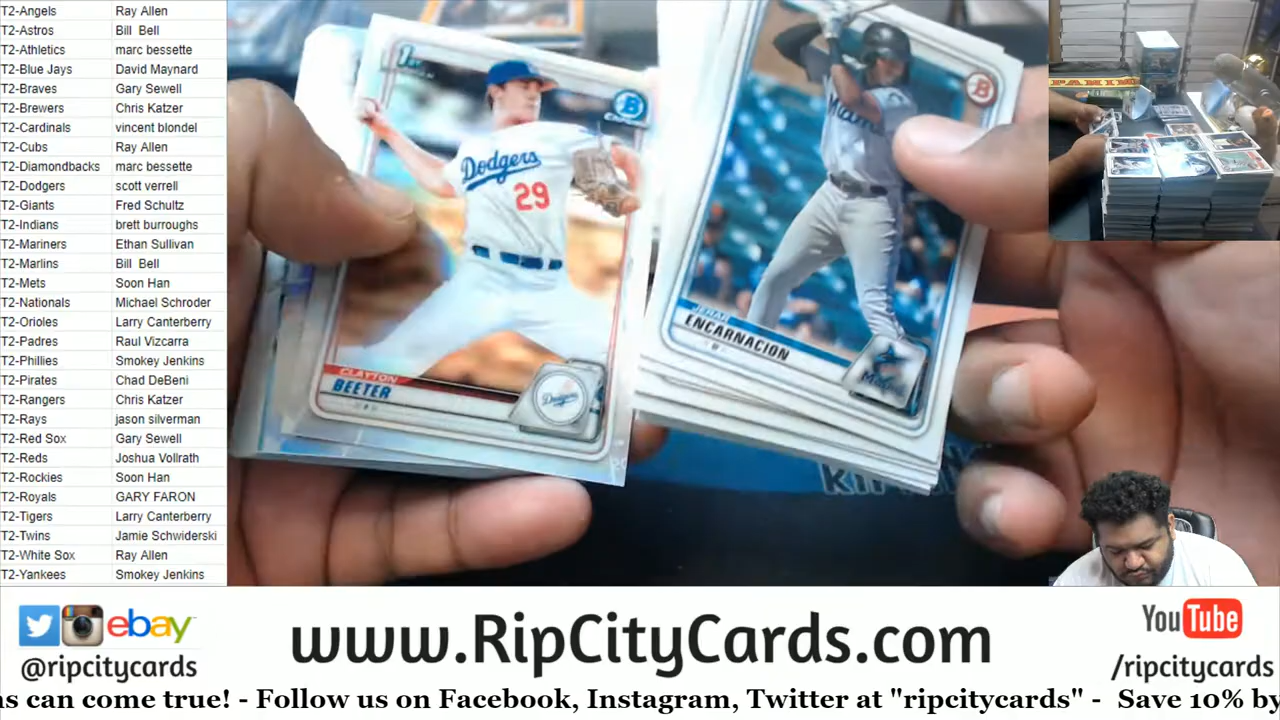 T2-Angels Ray Allen
T2-Astros Bill Bell
T2-Athletics marc bessette
T2-Blue Jays David Maynard
T2-Braves Gary Sewell
T2-Brewers Chris Katzer
T2-Cardinals vincent blondel
T2-Cubs Ray Allen
T2-Diamondbacks marc bessette
T2-Dodgers scott verrell
T2-Giants Fred Schultz
T2-Indians brett burroughs
T2-Mariners Ethan Sullivan
T2-Marlins Bill Bell
T2-Mets Soon Han
T2-Nationals Michael Schroder
T2-Orioles Larry Canterberry
T2-Padres Raul Vizcarra
T2-Phillies Smokey Jenkins
T2-Pirates Chad DeBeni
T2-Rangers Chris Katzer
T2-Rays jason silverman
T2-Red Sox Gary Sewell
T2-Reds Joshua Vollrath
T2-Rockies Soon Han
T2-Royals GARY FARON
T2-Tigers Larry Canterberry
T2-Twins Jamie Schwiderski
T2-White Sox Ray Allen
T2-Yankees Smokey Jenkins
1st
B
Dodgers
29
CLAYTON
BEETER
Dodgers
B
JERAR
ENCARNACION
ebay
@ripcitycards
www.RipCityCards.com
YouTube
/ripcitycards
ns can come true! - Follow us on Facebook, Instagram, Twitter at "ripcitycards" - Save 10% by